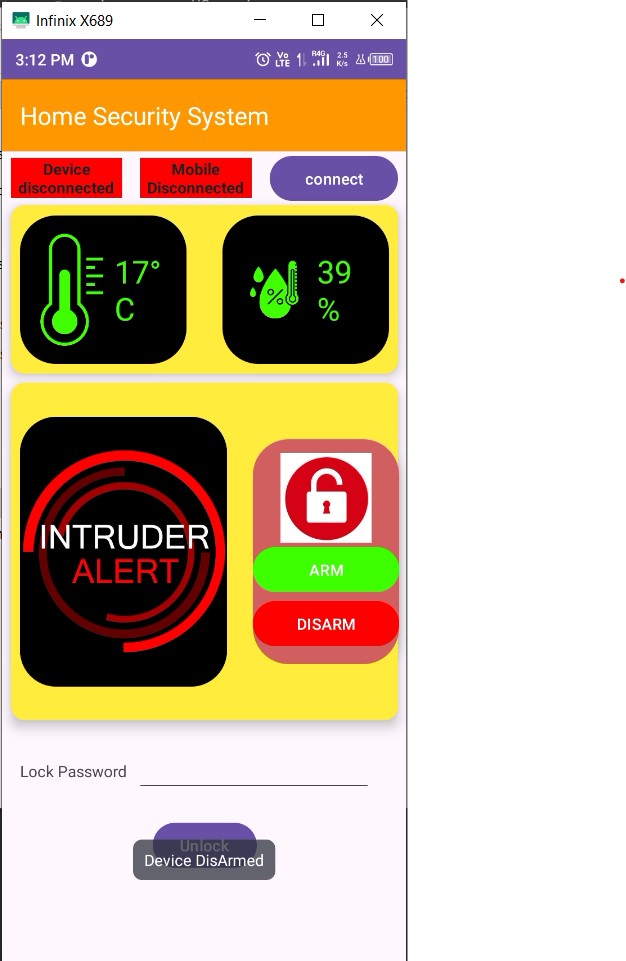 Infinix X689
3:12 PM
Vo
LTE
R4G
2.5
K/s
100
Home Security System
Device
disconnected
Mobile
Disconnected
connect
17°
C
%
39
%
INTRUDER
ALERT
ARM
DISARM
Lock Password
Unlock
Device DisArmed